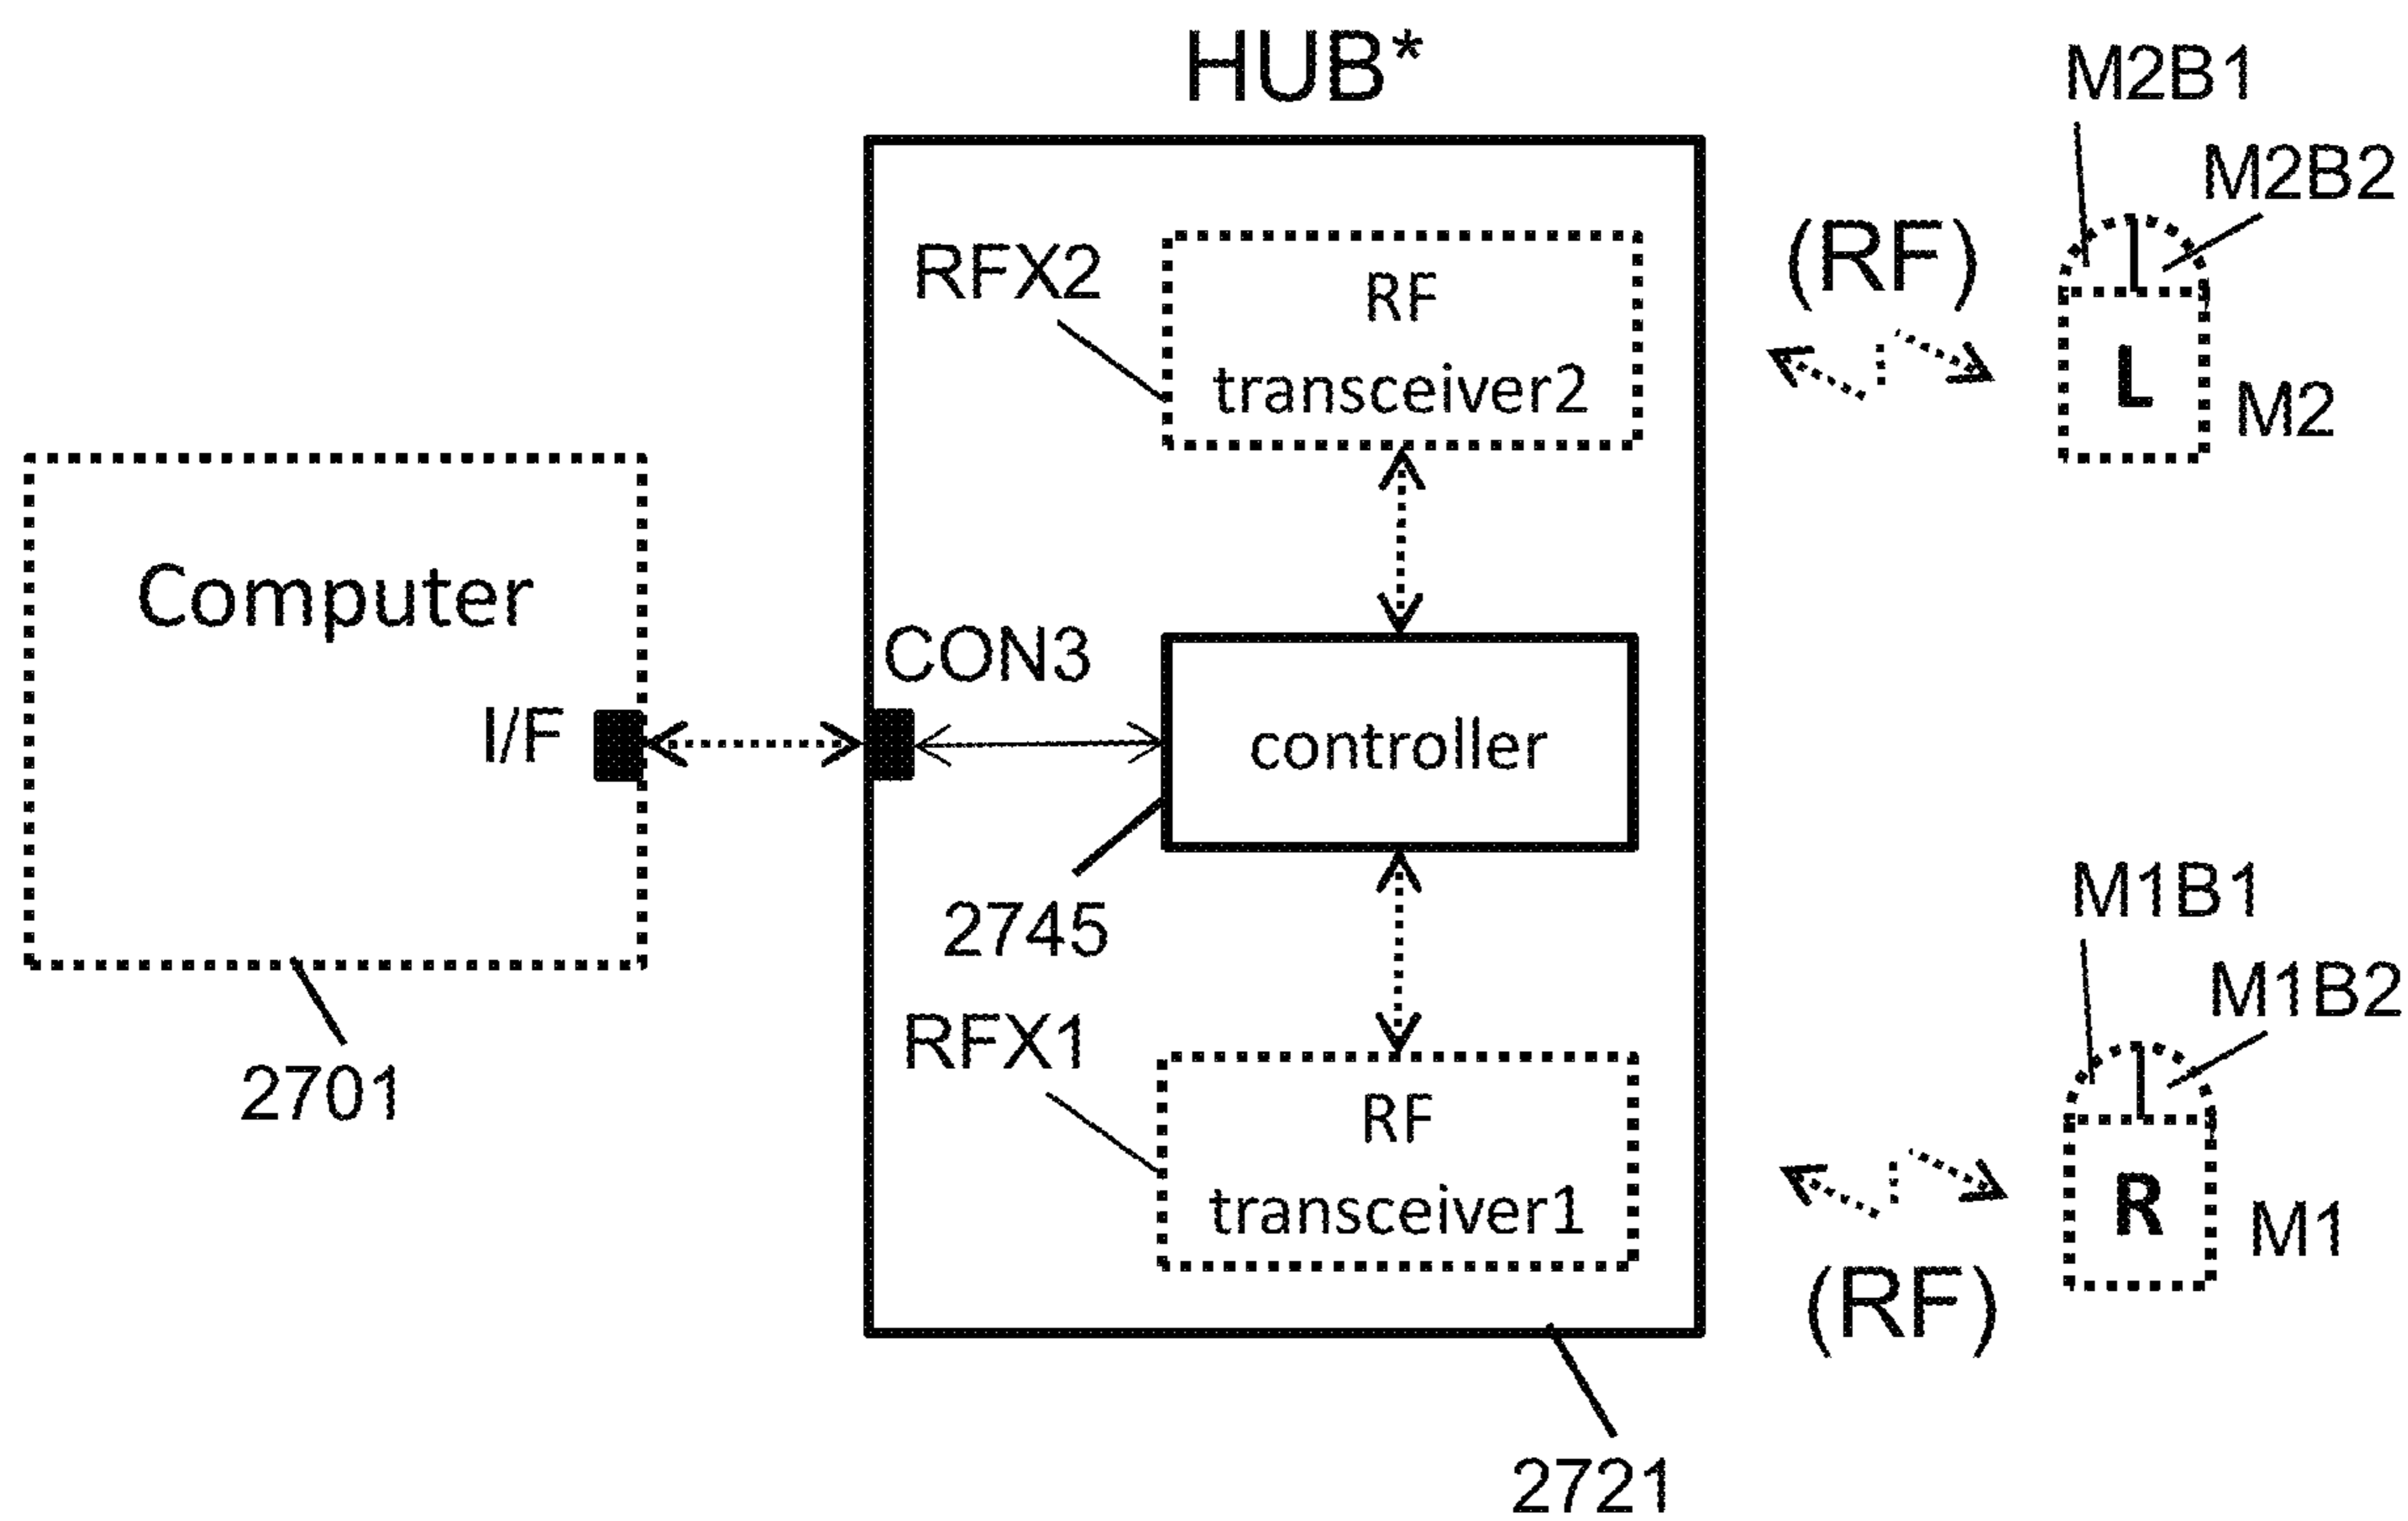 HUB*
M2B1
M2B2
(RF)
RFX2
RF
transceiver2
L
M2
Computer
CON3
I/F
controller
M1B1
2745
M1B2
RFX1
2701
RF
transceiver1
R
M1
(RF)
2721